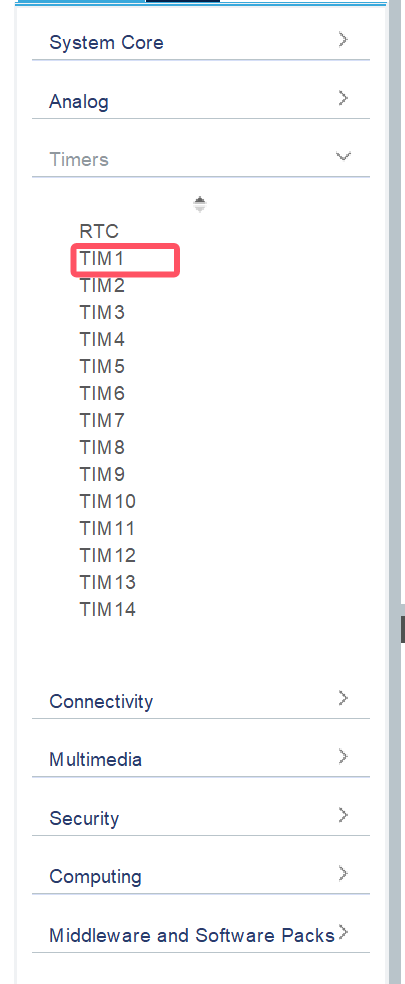 System Core
Analog
Timers
RTC
TIM1
TIM2
TIM3
TIM4
TIM5
TIM6
TIM7
TIM8
TIM9
TIM10
TIM11
TIM12
TIM13
TIM14
Connectivity
Multimedia
Security
Computing
Middleware and Software Packs